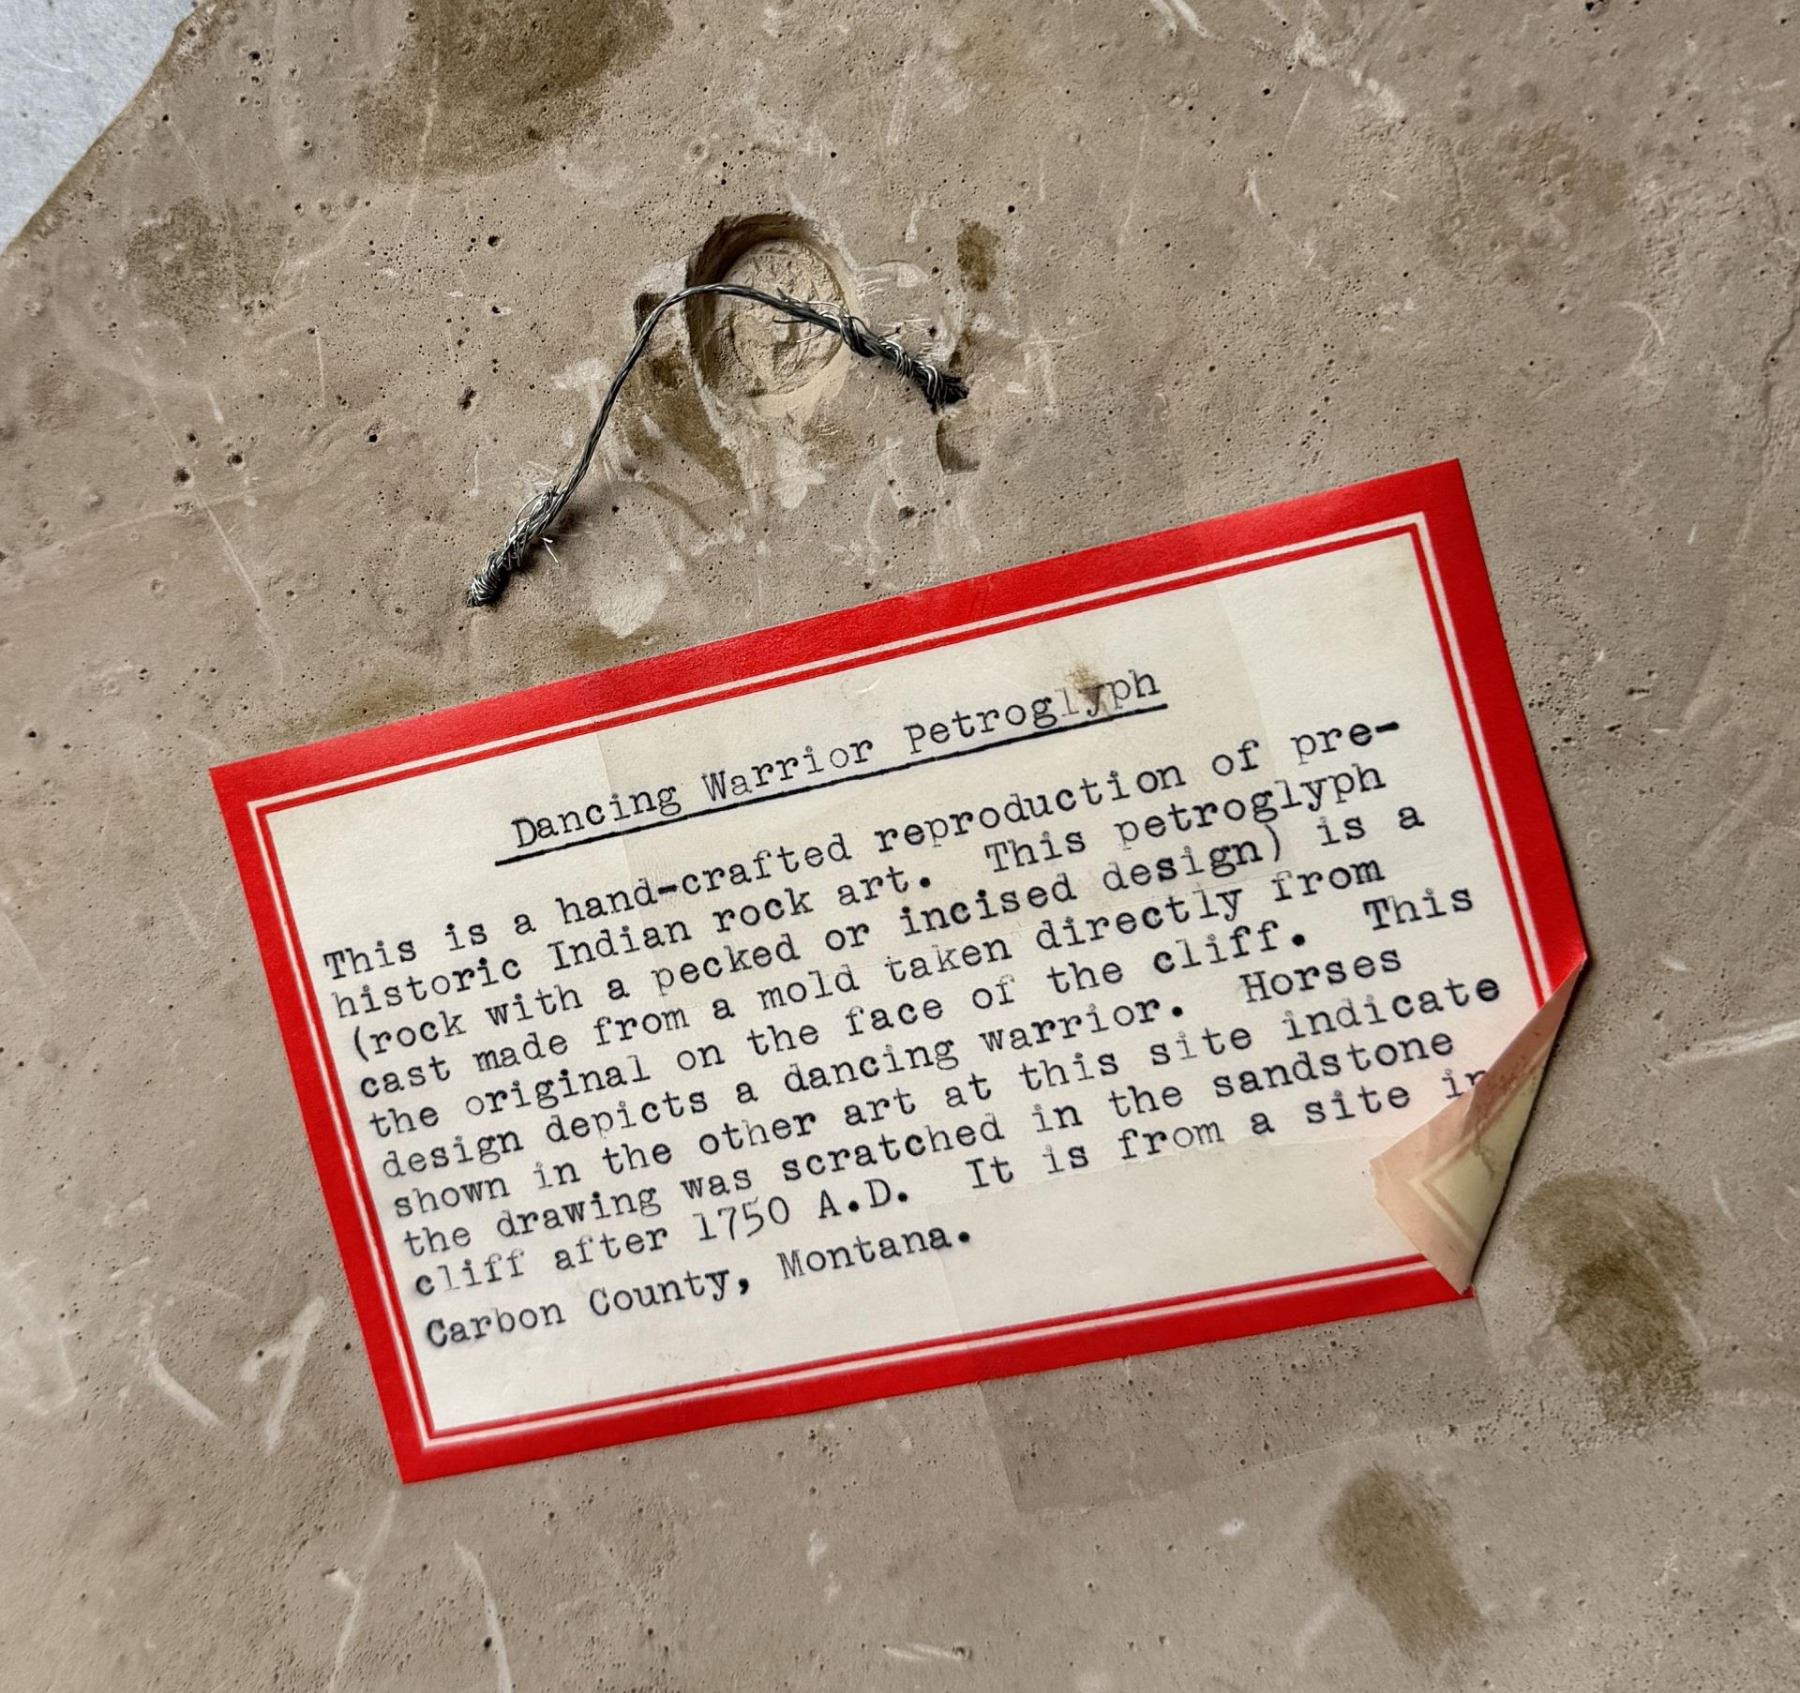 Dancing Warrior Petroglyph
This is a hand-crafted reproduction of pre-
historic Indian rock art. This petroglyph
(rock with a pecked or incised design) is a
cast made from a mold taken directly from
the original on the face of the cliff. This
design depicts a dancing warrior. Horses
shown in the other art at this site indicate
the drawing was scratched in the sandstone
cliff after 1750 A.D. It is from a site in
Carbon County, Montana.